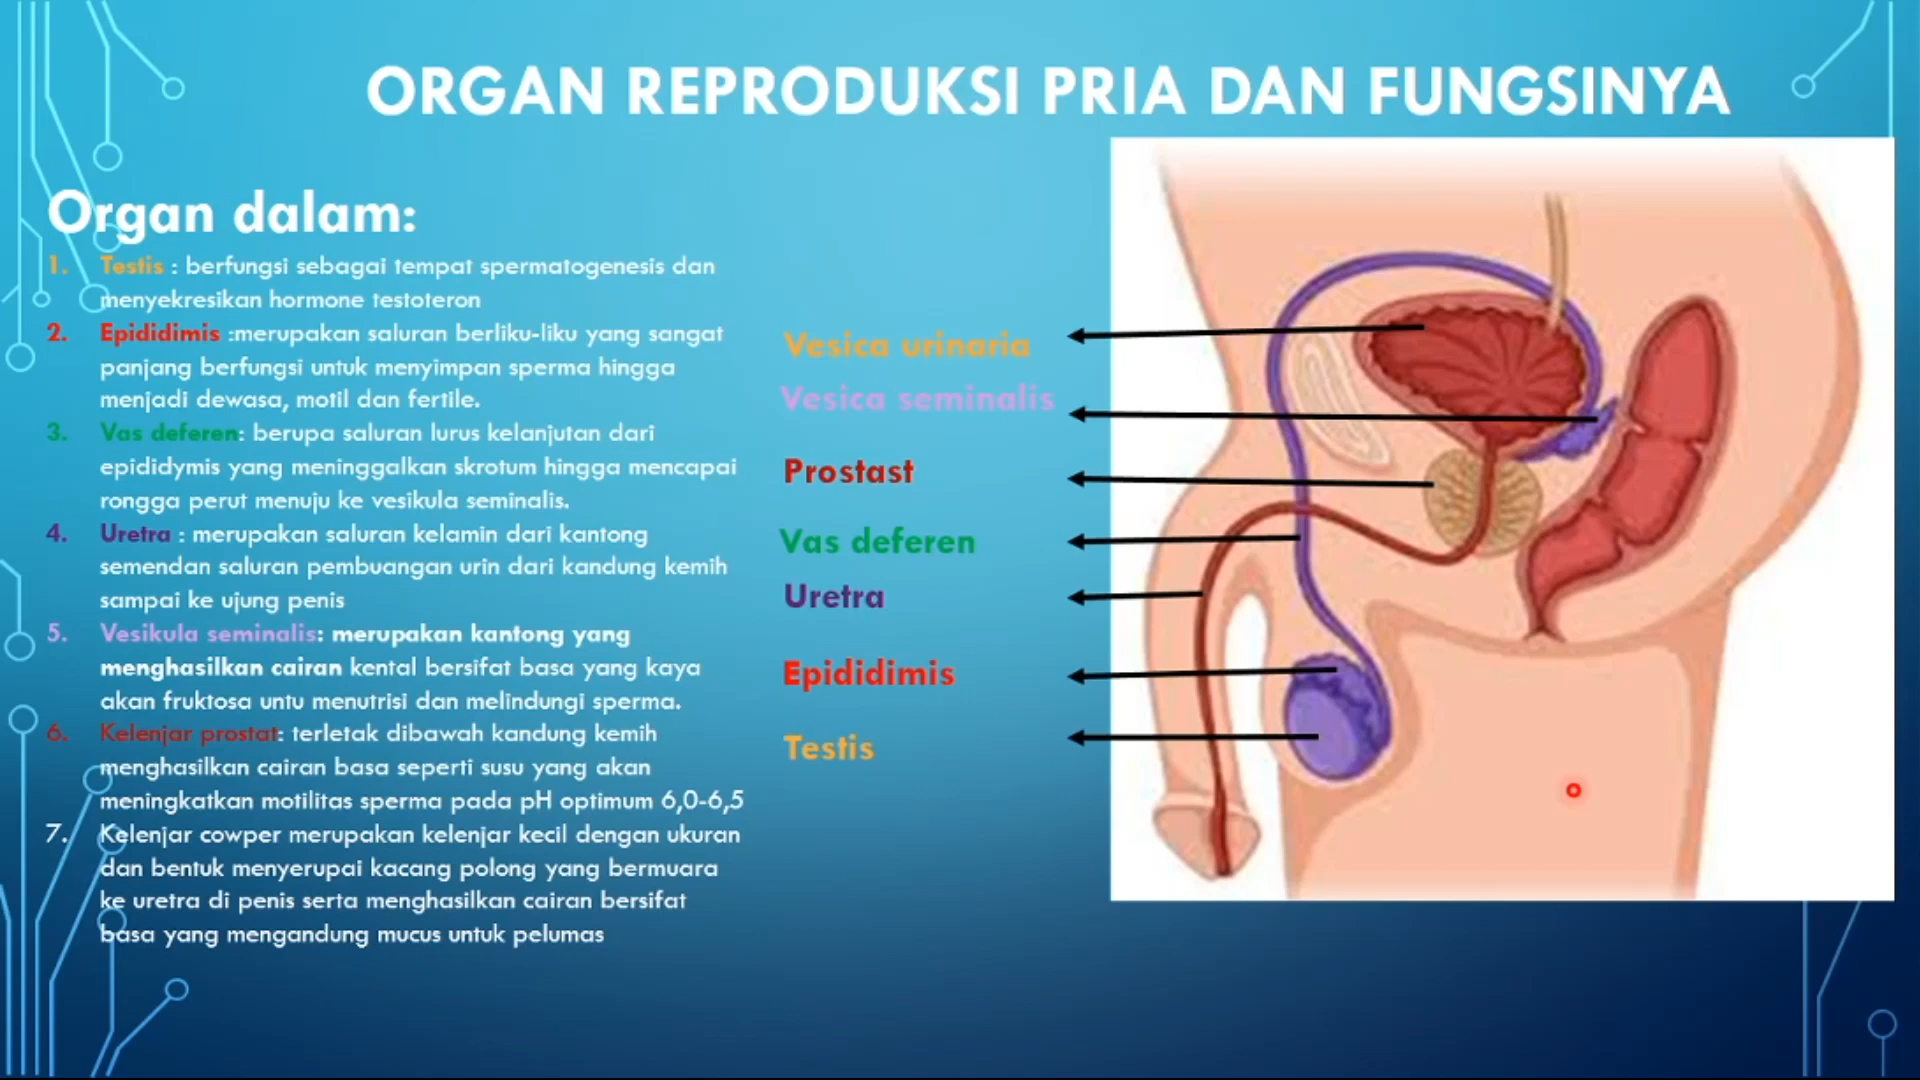 ORGAN REPRODUKSI PRIA DAN FUNGSINYA
Organ dalam:
1. Testis : berfungsi sebagai tempat spermatogenesis dan
menyekresikan hormone testoteron
2. Epididimis :merupakan saluran berliku-liku yang sangat
panjang berfungsi untuk menyimpan sperma hingga
menjadi dewasa, motil dan fertile.
3. Vas deferen: berupa saluran lurus kelanjutan dari
epididymis yang meninggalkan skrotum hingga mencapai
rongga perut menuju ke vesikula seminalis.
4. Uretra : merupakan saluran kelamin dari kantong
semendan saluran pembuangan urin dari kandung kemih
sampai ke ujung penis
5. Vesikula seminalis: merupakan kantong yang
menghasilkan cairan kental bersifat basa yang kaya
akan fruktosa untu menutrisi dan melindungi sperma.
6. Kelenjar prostat: terletak dibawah kandung kemih
menghasilkan cairan basa seperti susu yang akan
meningkatkan motilitas sperma pada pH optimum 6,0-6,5
7. Kelenjar cowper merupakan kelenjar kecil dengan ukuran
dan bentuk menyerupai kacang polong yang bermuara
ke uretra di penis serta menghasilkan cairan bersifat
basa yang mengandung mucus untuk pelumas
Vesica urinaria
Vesica seminalis
Prostast
Vas deferen
Uretra
Epididimis
Testis